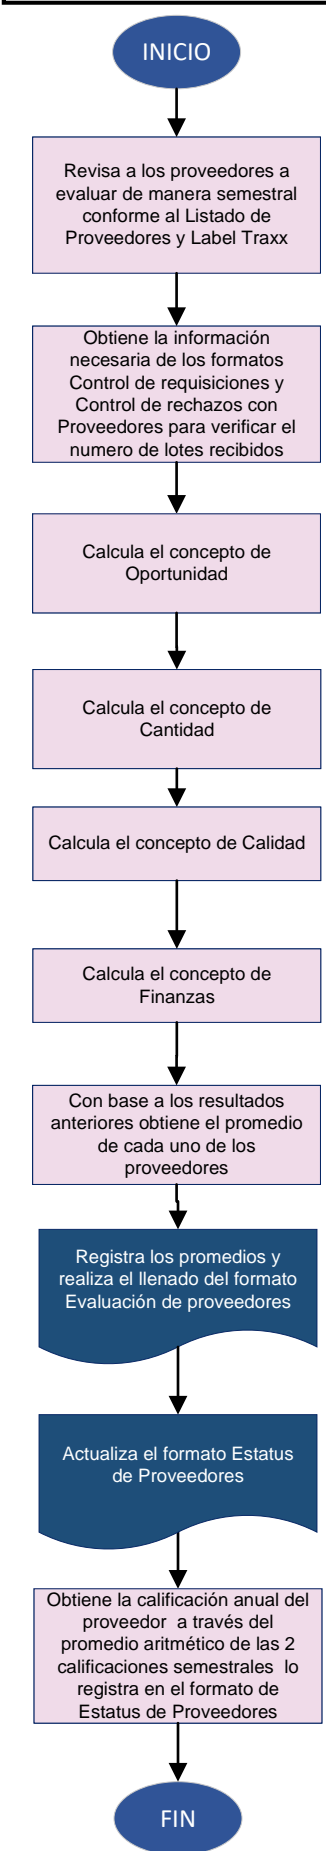 INICIO
Revisa a los proveedores a
evaluar de manera semestral
conforme al Listado de
Proveedores y Label Traxx
Obtiene la información
necesaria de los formatos
Control de requisiciones y
Control de rechazos con
Proveedores para verificar el
numero de lotes recibidos
Calcula el concepto de
Oportunidad
Calcula el concepto de
Cantidad
Calcula el concepto de Calidad
Calcula el concepto de
Finanzas
Con base a los resultados
anteriores obtiene el promedio
de cada uno de los
proveedores
Registra los promedios y
realiza el llenado del formato
Evaluación de proveedores
Actualiza el formato Estatus
de Proveedores
Obtiene la calificación anual del
proveedor a través del
promedio aritmético de las 2
calificaciones semestrales lo
registra en el formato de
Estatus de Proveedores
FIN